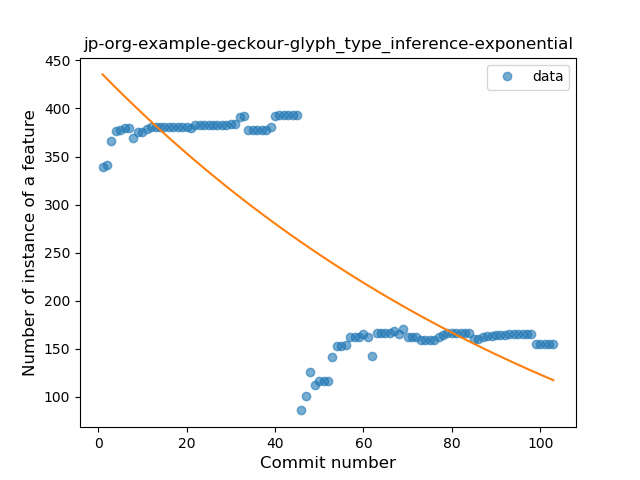 jp-org-example-geckour-glyph_type_inference-exponential
data
Number of instance of a feature
450
400
350
300
250
200
150
100
0 20 40 60 80 100
Commit number